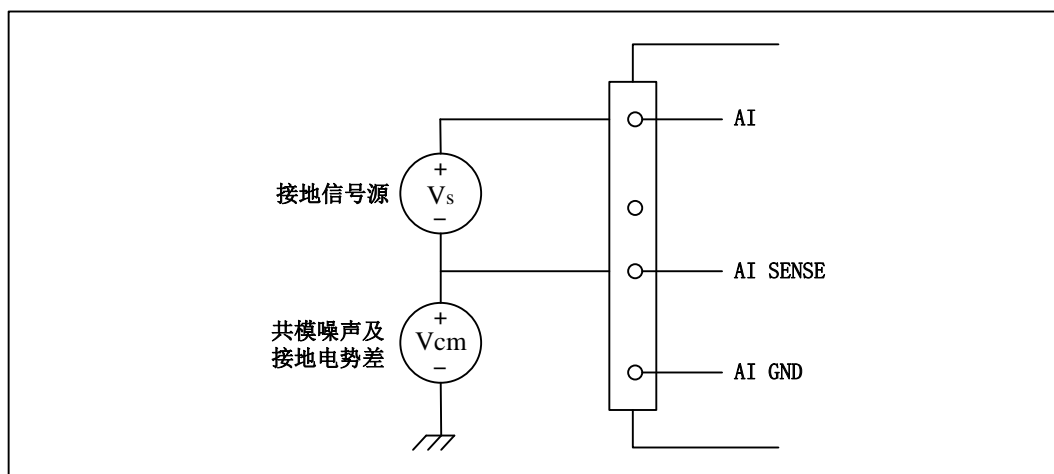 AI
接地信号源
+
Vs
−
AI SENSE
共模噪声及
接地电势差
+
Vcm
−
AI GND